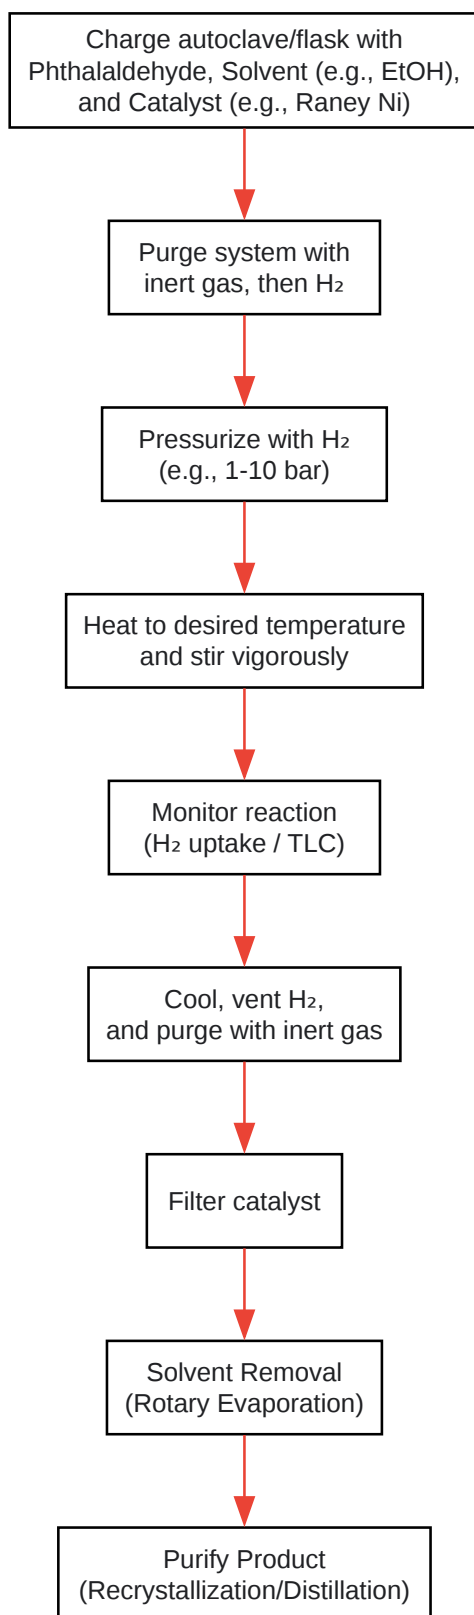 Charge autoclave/flask with
Phthalaldehyde, Solvent (e.g., EtOH),
and Catalyst (e.g., Raney Ni)
Purge system with
inert gas, then H₂
Pressurize with H₂
(e.g., 1-10 bar)
Heat to desired temperature
and stir vigorously
Monitor reaction
(H₂ uptake / TLC)
Cool, vent H₂,
and purge with inert gas
Filter catalyst
Solvent Removal
(Rotary Evaporation)
Purify Product
(Recrystallization/Distillation)